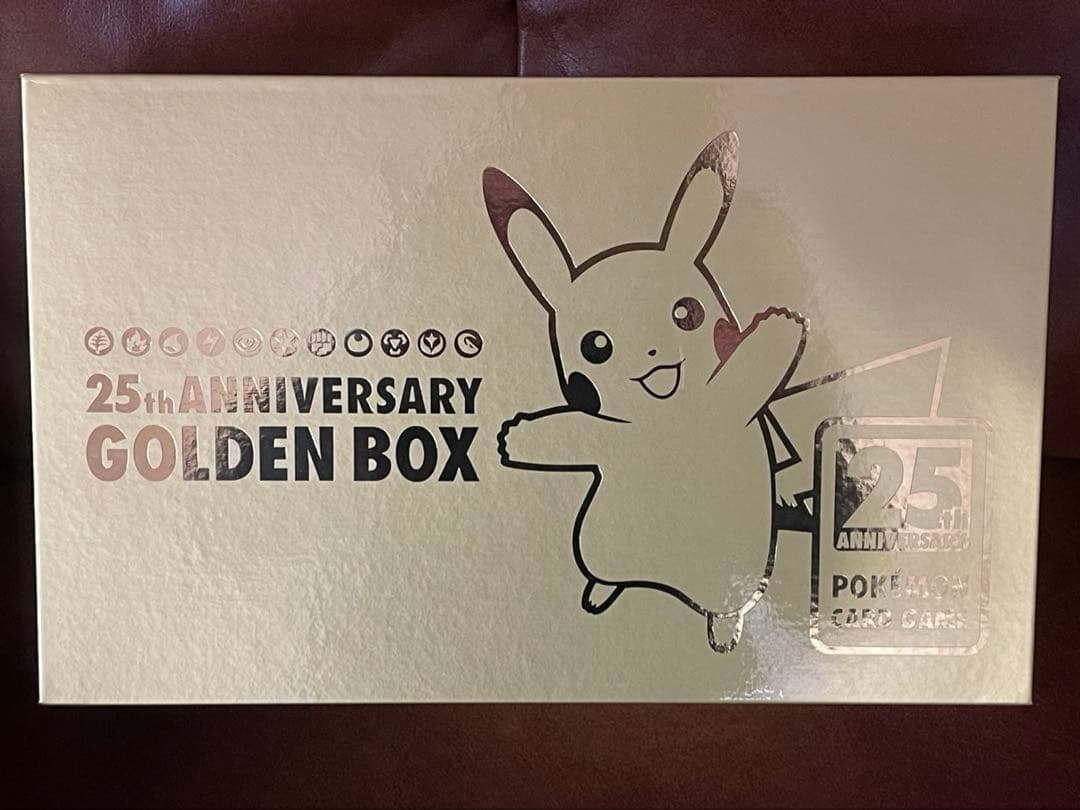 25th ANNIVERSARY
GOLDEN BOX
25th
ANNIVERSARY
POKÉMON
CARD GAME